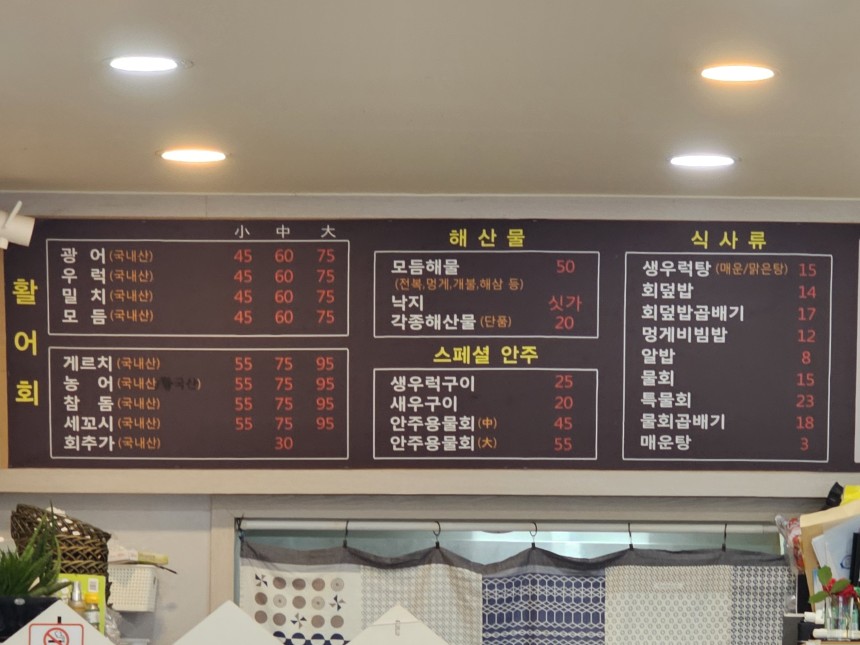 활어회
小 中 大
광 어 (국내산) 45 60 75
우 럭 (국내산) 45 60 75
밀 치 (국내산) 45 60 75
모 듬 (국내산) 45 60 75
게르치 (국내산) 55 75 95
농 어 (국내산) 55 75 95
참 돔 (국내산) 55 75 95
세꼬시 (국내산) 55 75 95
회추가 (국내산) 30
해산물
모듬해물 50
(전복,멍게,개불,해삼 등)
낙지 싯가
각종해산물 (단품) 20
스페셜 안주
생우럭구이 25
새우구이 20
안주용물회 (中) 45
안주용물회 (大) 55
식사류
생우럭탕 (매운/맑은탕) 15
회덮밥 14
회덮밥곱배기 17
멍게비빔밥 12
알밥 8
물회 15
특물회 23
물회곱배기 18
매운탕 3